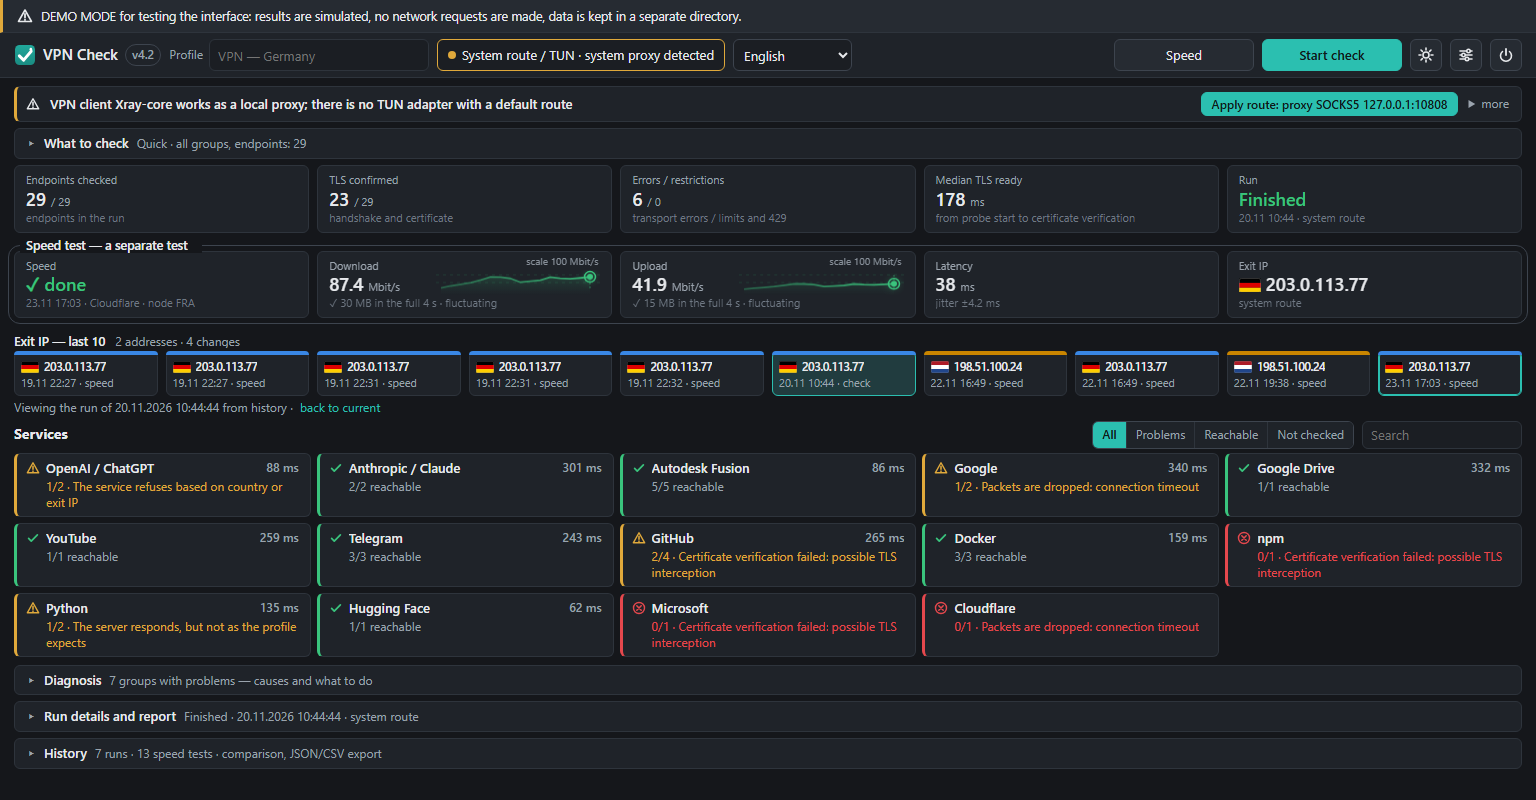 DEMO MODE for testing the interface: results are simulated, no network requests are made, data is kept in a separate directory.
VPN Check v4.2 Profile VPN — Germany System route / TUN · system proxy detected English Speed Start check
VPN client Xray-core works as a local proxy; there is no TUN adapter with a default route Apply route: proxy SOCKS5 127.0.0.1:10808 ▶ more
▸ What to check Quick · all groups, endpoints: 29
Endpoints checked
29 / 29
endpoints in the run
TLS confirmed
23 / 29
handshake and certificate
Errors / restrictions
6 / 0
transport errors / limits and 429
Median TLS ready
178 ms
from probe start to certificate verification
Run
Finished
20.11 10:44 · system route
Speed test — a separate test
Speed
✓ done
23.11 17:03 · Cloudflare · node FRA
Download
scale 100 Mbit/s
87.4 Mbit/s
✓ 30 MB in the full 4 s · fluctuating
Upload
scale 100 Mbit/s
41.9 Mbit/s
✓ 15 MB in the full 4 s · fluctuating
Latency
38 ms
jitter ±4.2 ms
Exit IP
203.0.113.77
system route
Exit IP — last 10 2 addresses · 4 changes
203.0.113.77
19.11 22:27 · speed
203.0.113.77
19.11 22:27 · speed
203.0.113.77
19.11 22:31 · speed
203.0.113.77
19.11 22:31 · speed
203.0.113.77
19.11 22:32 · speed
203.0.113.77
20.11 10:44 · check
198.51.100.24
22.11 16:49 · speed
203.0.113.77
22.11 16:49 · speed
198.51.100.24
22.11 19:38 · speed
203.0.113.77
23.11 17:03 · speed
Viewing the run of 20.11.2026 10:44:44 from history · back to current
Services All Problems Reachable Not checked Search
OpenAI / ChatGPT 88 ms
1/2 · The service refuses based on country or
exit IP
Anthropic / Claude 301 ms
2/2 reachable
Autodesk Fusion 86 ms
5/5 reachable
Google 340 ms
1/2 · Packets are dropped: connection timeout
Google Drive 332 ms
1/1 reachable
YouTube 259 ms
1/1 reachable
Telegram 243 ms
3/3 reachable
GitHub 265 ms
2/4 · Certificate verification failed: possible TLS
interception
Docker 159 ms
3/3 reachable
npm
0/1 · Certificate verification failed: possible TLS
interception
Python 135 ms
1/2 · The server responds, but not as the profile
expects
Hugging Face 62 ms
1/1 reachable
Microsoft
0/1 · Certificate verification failed: possible TLS
interception
Cloudflare
0/1 · Packets are dropped: connection timeout
▸ Diagnosis 7 groups with problems — causes and what to do
▸ Run details and report Finished · 20.11.2026 10:44:44 · system route
▸ History 7 runs · 13 speed tests · comparison, JSON/CSV export